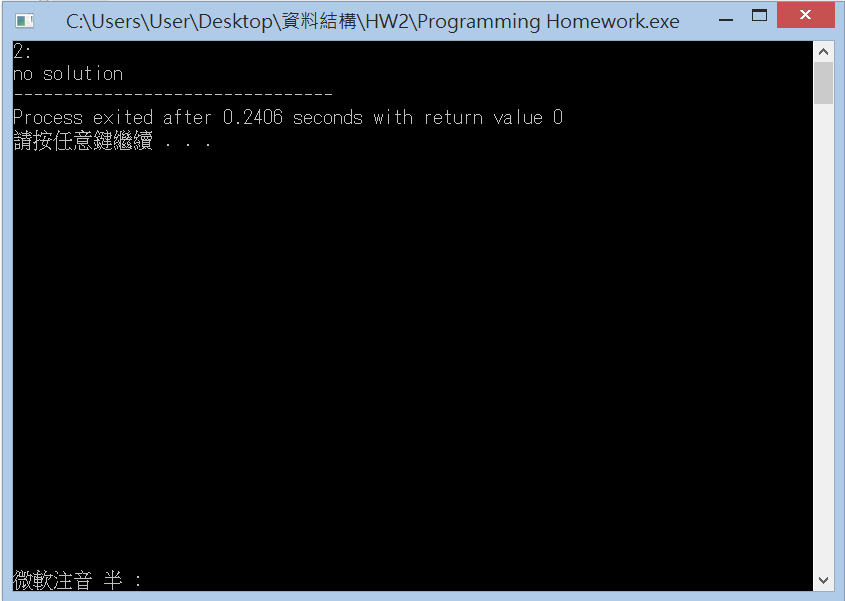 C:\Users\User\Desktop\資料結構\HW2\Programming Homework.exe
2:
no solution
--------------------------------
Process exited after 0.2406 seconds with return value 0
請按任意鍵繼續 . . .
微軟注音 半 :